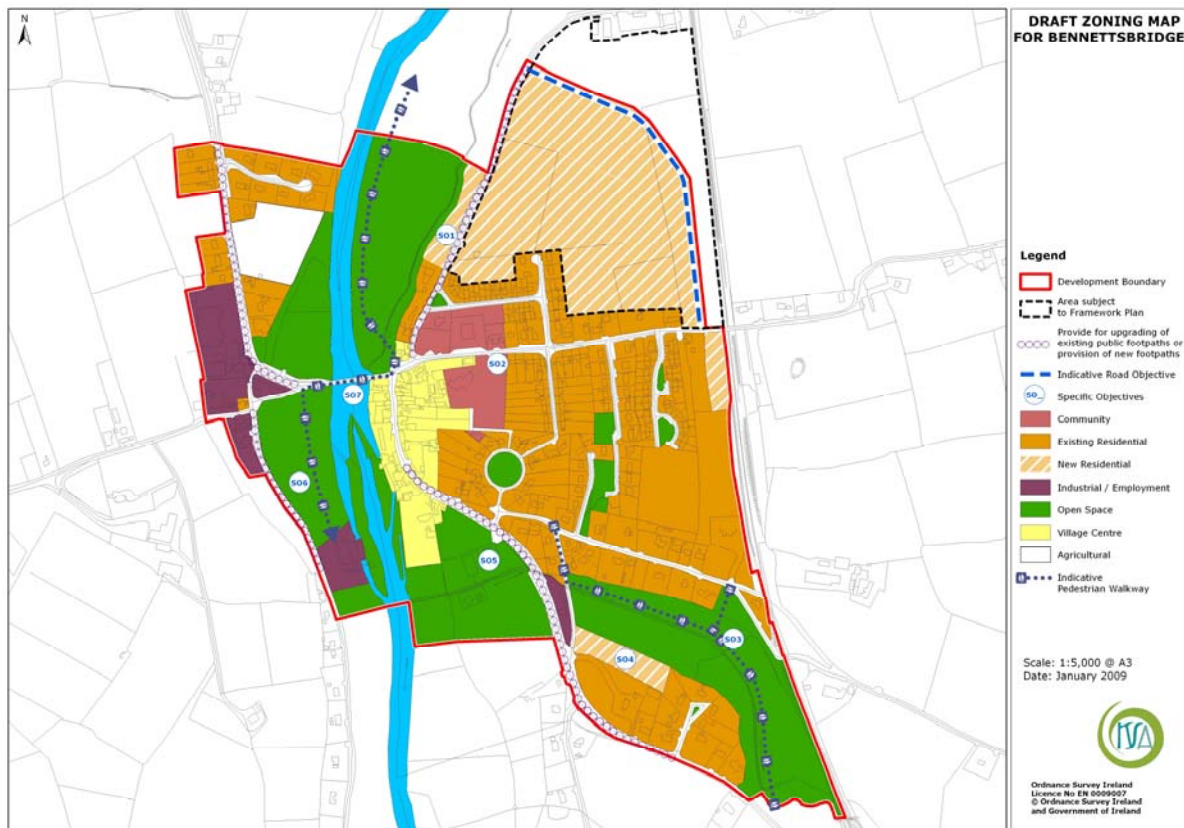 N
DRAFT ZONING MAP
FOR BENNETTSBRIDGE
SO1
SO2
SO7
SO6
SO5
SO3
SO4
Legend
Development Boundary
Area subject
to Framework Plan
Provide for upgrading of
existing public footpaths or
provision of new footpaths
Indicative Road Objective
SO_
Specific Objectives
Community
Existing Residential
New Residential
Industrial / Employment
Open Space
Village Centre
Agricultural
Indicative
Pedestrian Walkway
Scale: 1:5,000 @ A3
Date: January 2009
Ordnance Survey Ireland
Licence No EN 0009007
© Ordnance Survey Ireland
and Government of Ireland